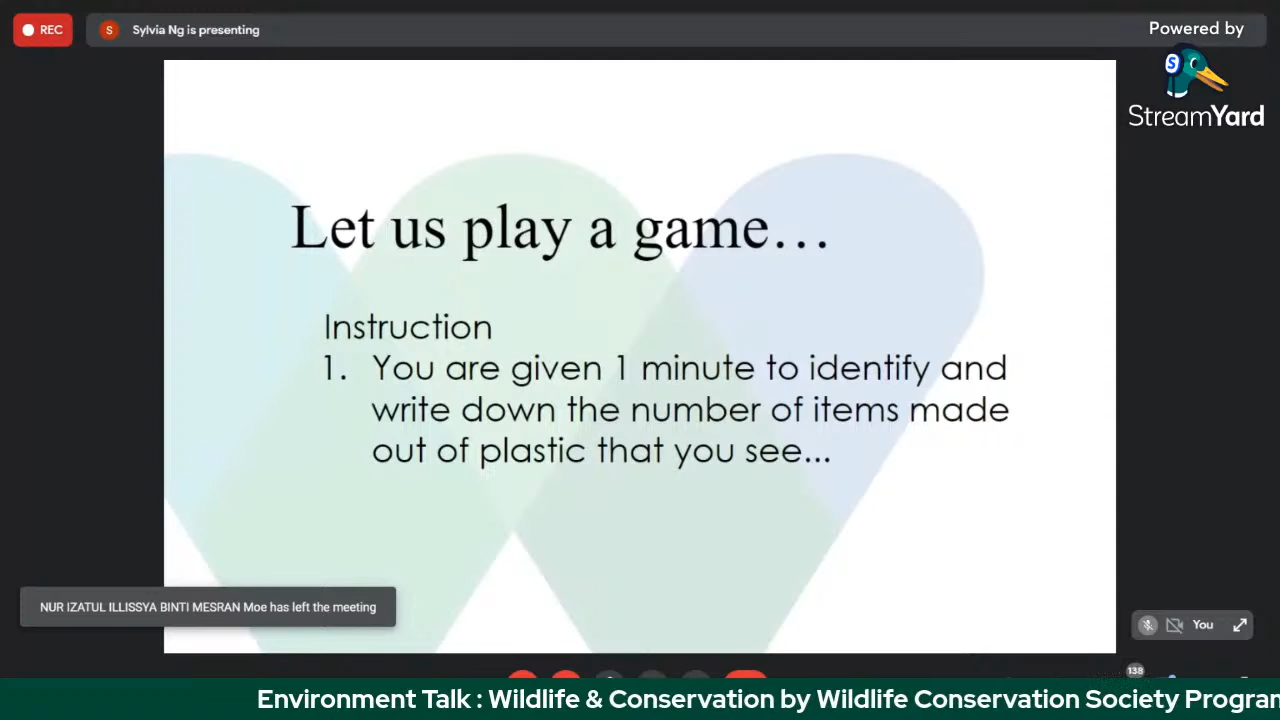 REC
S
Sylvia Ng is presenting
Powered by
S
StreamYard
Let us play a game…
Instruction
1. You are given 1 minute to identify and
write down the number of items made
out of plastic that you see...
NUR IZATUL ILLISSYA BINTI MESRAN Moe has left the meeting
You
138
Environment Talk : Wildlife & Conservation by Wildlife Conservation Society Program